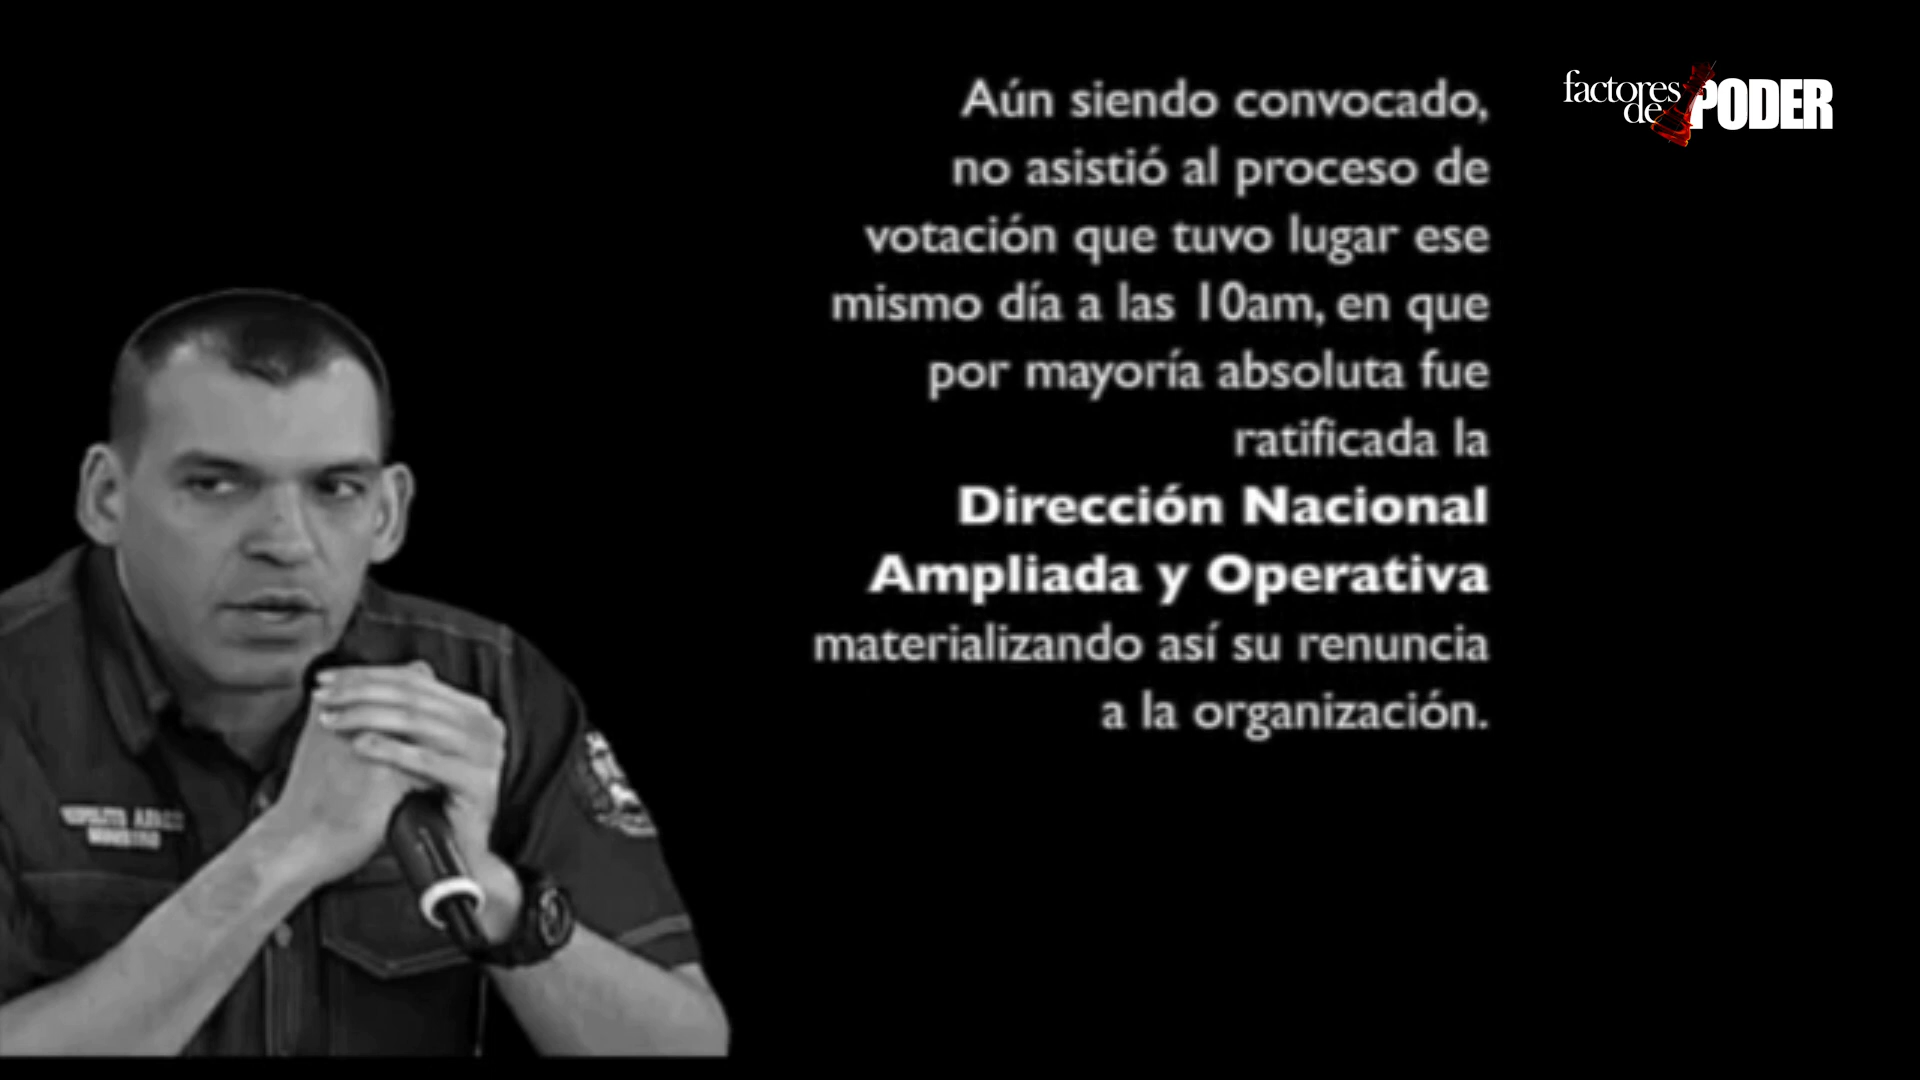 Aún siendo convocado,
no asistió al proceso de
votación que tuvo lugar ese
mismo día a las 10am, en que
por mayoría absoluta fue
ratificada la
Dirección Nacional
Ampliada y Operativa
materializando así su renuncia
a la organización.
factores
de PODER